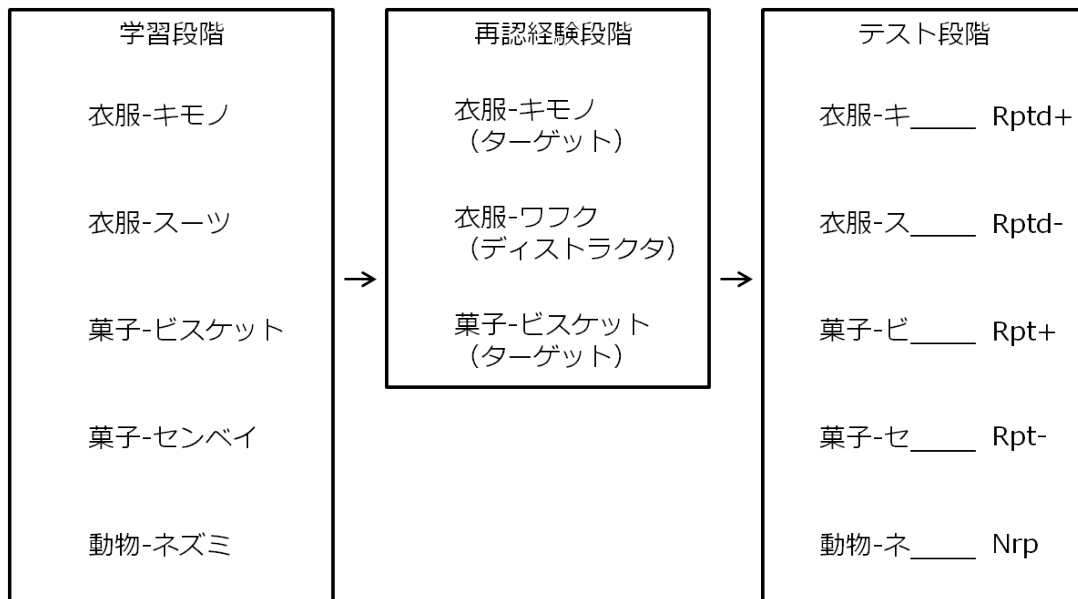 学習段階
衣服-キモノ
衣服-スーツ
菓子-ビスケット
菓子-センベイ
動物-ネズミ
→
再認経験段階
衣服-キモノ
（ターゲット）
衣服-ワフク
（ディストラクタ）
菓子-ビスケット
（ターゲット）
→
テスト段階
衣服-キ____ Rptd+
衣服-ス____ Rptd-
菓子-ビ____ Rpt+
菓子-セ____ Rpt-
動物-ネ____ Nrp